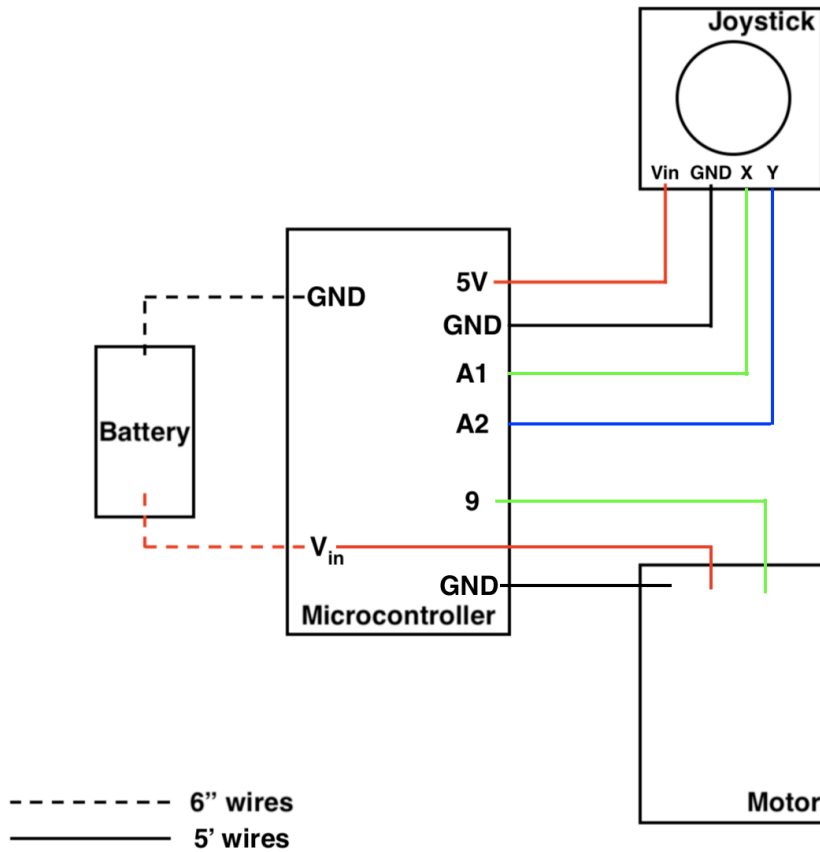 Joystick
Vin GND X Y
5V
GND
GND
A1
A2
Battery
9
Vin
GND
Microcontroller
Motor
6” wires
5’ wires